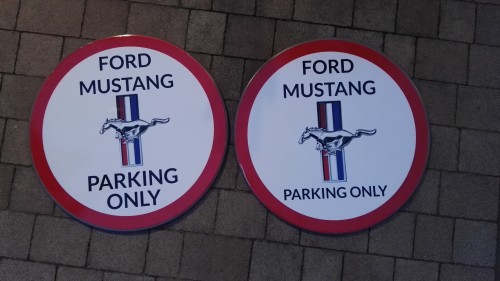 FORD
MUSTANG
PARKING
ONLY
FORD
MUSTANG
PARKING ONLY